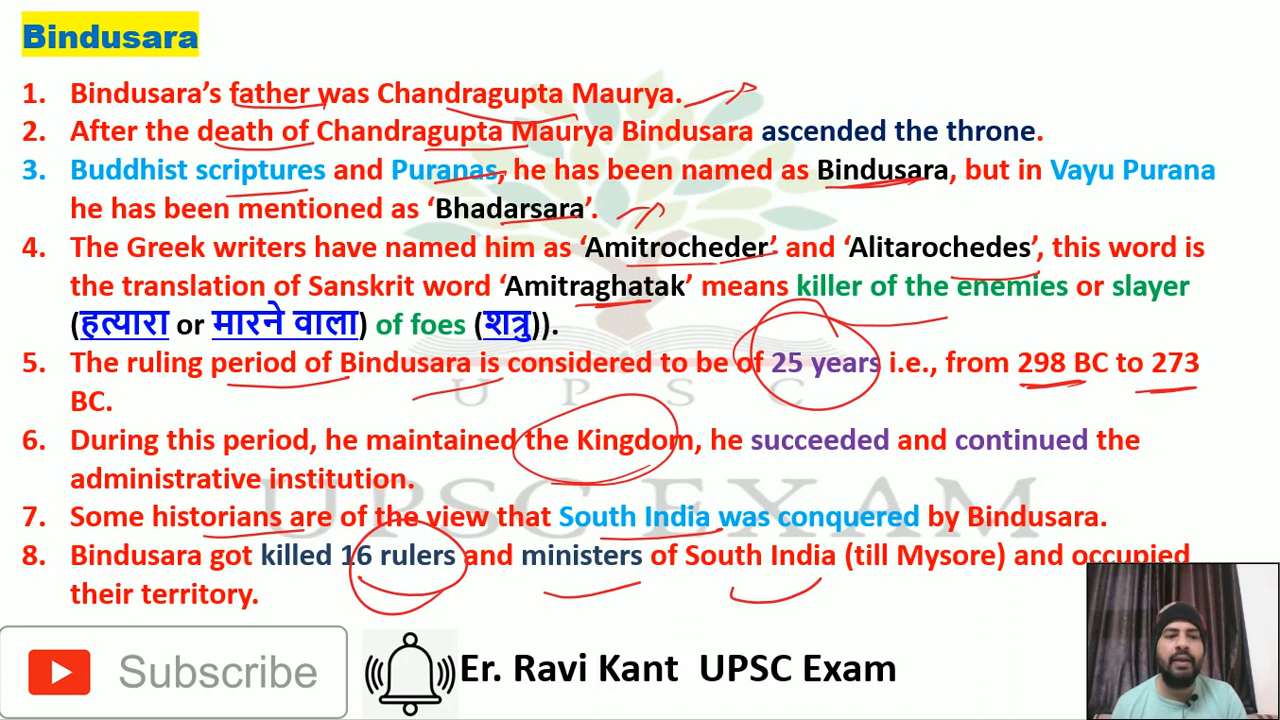 Bindusara
1. Bindusara's father was Chandragupta Maurya.
2. After the death of Chandragupta Maurya Bindusara ascended the throne.
3. Buddhist scriptures and Puranas, he has been named as Bindusara, but in Vayu Purana
he has been mentioned as ‘Bhadarsara’.
4. The Greek writers have named him as ‘Amitrocheder’ and ‘Alitarochedes’, this word is
the translation of Sanskrit word ‘Amitraghatak’ means killer of the enemies or slayer
(हत्यारा or मारने वाला) of foes (शत्रु)).
5. The ruling period of Bindusara is considered to be of 25 years i.e., from 298 BC to 273
BC.
6. During this period, he maintained the Kingdom, he succeeded and continued the
administrative institution.
7. Some historians are of the view that South India was conquered by Bindusara.
8. Bindusara got killed 16 rulers and ministers of South India (till Mysore) and occupied
their territory.
UPSC
UPSC EXAM
Subscribe
Er. Ravi Kant UPSC Exam